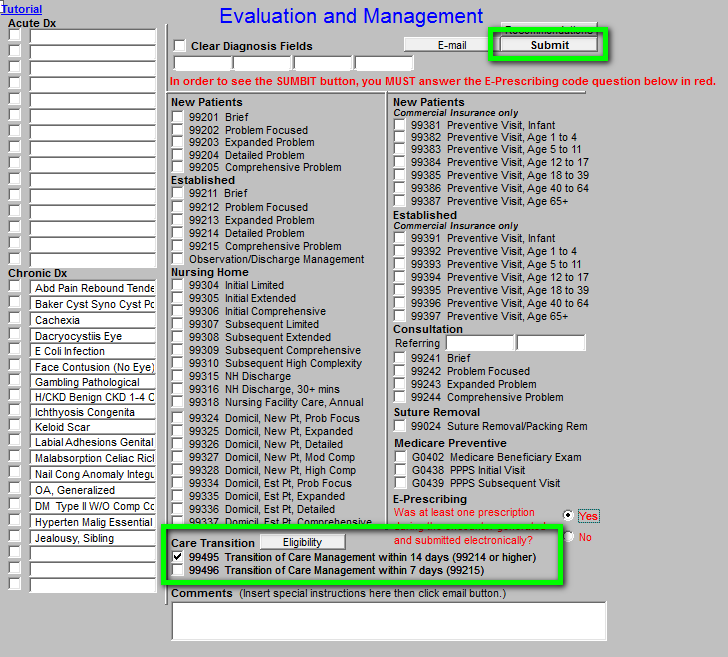 Tutorial
Evaluation and Management
Acute Dx
Clear Diagnosis Fields
E-mail
Submit
In order to see the SUMBIT button, you MUST answer the E-Prescribing code question below in red.
New Patients
99201 Brief
99202 Problem Focused
99203 Expanded Problem
99204 Detailed Problem
99205 Comprehensive Problem
Established
99211 Brief
99212 Problem Focused
99213 Expanded Problem
99214 Detailed Problem
99215 Comprehensive Problem
Observation/Discharge Management
Nursing Home
99304 Initial Limited
99305 Initial Extended
99306 Initial Comprehensive
99307 Subsequent Limited
99308 Subsequent Extended
99309 Subsequent Comprehensive
99310 Subsequent High Complexity
99315 NH Discharge
99316 NH Discharge, 30+ mins
99318 Nursing Facility Care, Annual
99324 Domicil, New Pt, Prob Focus
99325 Domicil, New Pt, Expanded
99326 Domicil, New Pt, Detailed
99327 Domicil, New Pt, Mod Comp
99328 Domicil, New Pt, High Comp
99334 Domicil, Est Pt, Prob Focus
99335 Domicil, Est Pt, Expanded
99336 Domicil, Est Pt, Detailed
99337 Domicil, Est Pt, Comprehensive
New Patients
Commercial Insurance only
99381 Preventive Visit, Infant
99382 Preventive Visit, Age 1 to 4
99383 Preventive Visit, Age 5 to 11
99384 Preventive Visit, Age 12 to 17
99385 Preventive Visit, Age 18 to 39
99386 Preventive Visit, Age 40 to 64
99387 Preventive Visit, Age 65+
Established
Commercial Insurance only
99391 Preventive Visit, Infant
99392 Preventive Visit, Age 1 to 4
99393 Preventive Visit, Age 5 to 11
99394 Preventive Visit, Age 12 to 17
99395 Preventive Visit, Age 18 to 39
99396 Preventive Visit, Age 40 to 64
99397 Preventive Visit, Age 65+
Consultation
Referring
99241 Brief
99242 Problem Focused
99243 Expanded Problem
99244 Comprehensive Problem
Suture Removal
99024 Suture Removal/Packing Rem
Medicare Preventive
G0402 Medicare Beneficiary Exam
G0438 PPPS Initial Visit
G0439 PPPS Subsequent Visit
E-Prescribing
Was at least one prescription
and submitted electronically?
Yes
No
Chronic Dx
Abd Pain Rebound Tende
Baker Cyst Syno Cyst Po
Cachexia
Dacryocystiis Eye
E Coli Infection
Face Contusion (No Eye)
Gambling Pathological
H/CKD Benign CKD 1-4 C
Ichthyosis Congenita
Keloid Scar
Labial Adhesions Genital
Malabsorption Celiac Rich
Nail Cong Anomaly Integu
OA, Generalized
DM Type II W/O Comp Co
Hyperten Malig Essential
Jealousy, Sibling
Care Transition
Eligibility
99495 Transition of Care Management within 14 days (99214 or higher)
99496 Transition of Care Management within 7 days (99215)
Comments (Insert special instructions here then click email button.)